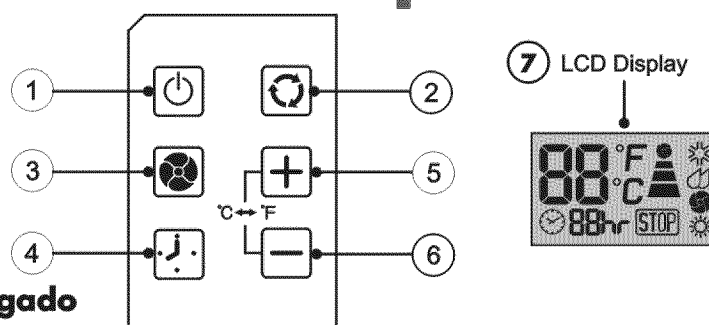 1
2
7 LCD Display
3
5
88°F
°C
88hr STOP
°C ↔ °F
4
6
gado